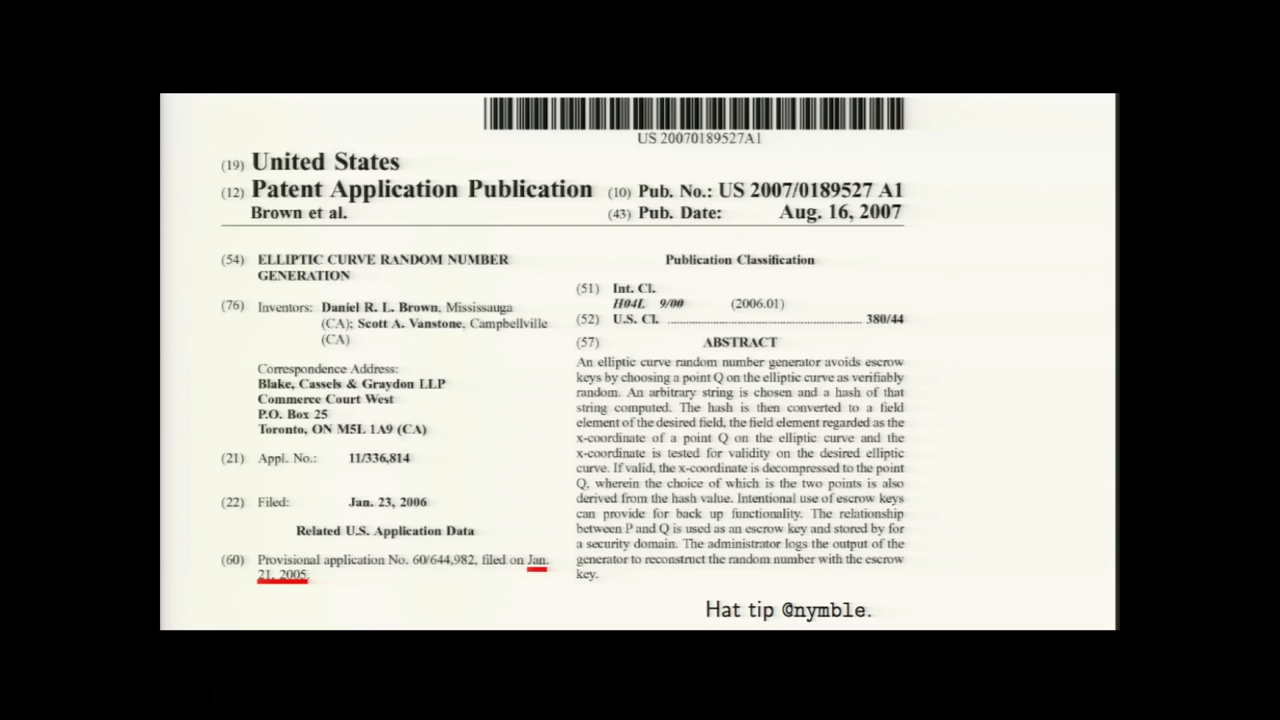 US 20070189527A1
(19) United States
(12) Patent Application Publication
Brown et al.
(10) Pub. No.: US 2007/0189527 A1
(43) Pub. Date: Aug. 16, 2007
(54) ELLIPTIC CURVE RANDOM NUMBER
GENERATION
(76) Inventors: Daniel R. L. Brown, Mississauga
(CA); Scott A. Vanstone, Campbellville
(CA)
Correspondence Address:
Blake, Cassels & Graydon LLP
Commerce Court West
P.O. Box 25
Toronto, ON M5L 1A9 (CA)
(21) Appl. No.: 11/336,814
(22) Filed: Jan. 23, 2006
Related U.S. Application Data
(60) Provisional application No. 60/644,982, filed on Jan.
21, 2005.
Publication Classification
(51) Int. Cl.
H04L 9/00 (2006.01)
(52) U.S. Cl. .............................................................. 380/44
(57) ABSTRACT
An elliptic curve random number generator avoids escrow
keys by choosing a point Q on the elliptic curve as verifiably
random. An arbitrary string is chosen and a hash of that
string computed. The hash is then converted to a field
element of the desired field, the field element regarded as the
x-coordinate of a point Q on the elliptic curve and the
x-coordinate is tested for validity on the desired elliptic
curve. If valid, the x-coordinate is decompressed to the point
Q, wherein the choice of which is the two points is also
derived from the hash value. Intentional use of escrow keys
can provide for back up functionality. The relationship
between P and Q is used as an escrow key and stored by for
a security domain. The administrator logs the output of the
generator to reconstruct the random number with the escrow
key.
Hat tip @nymble.